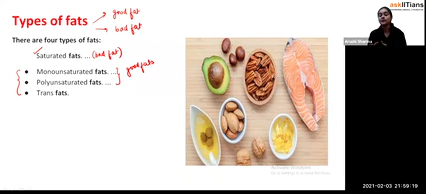 askIITians
Types of fats
good fat
bad fat
There are four types of fats:
Saturated fats. ... (bad fat)
Monounsaturated fats. ...
Polyunsaturated fats. ...
good fats
Trans fats.
2021-02-03 21:59:19